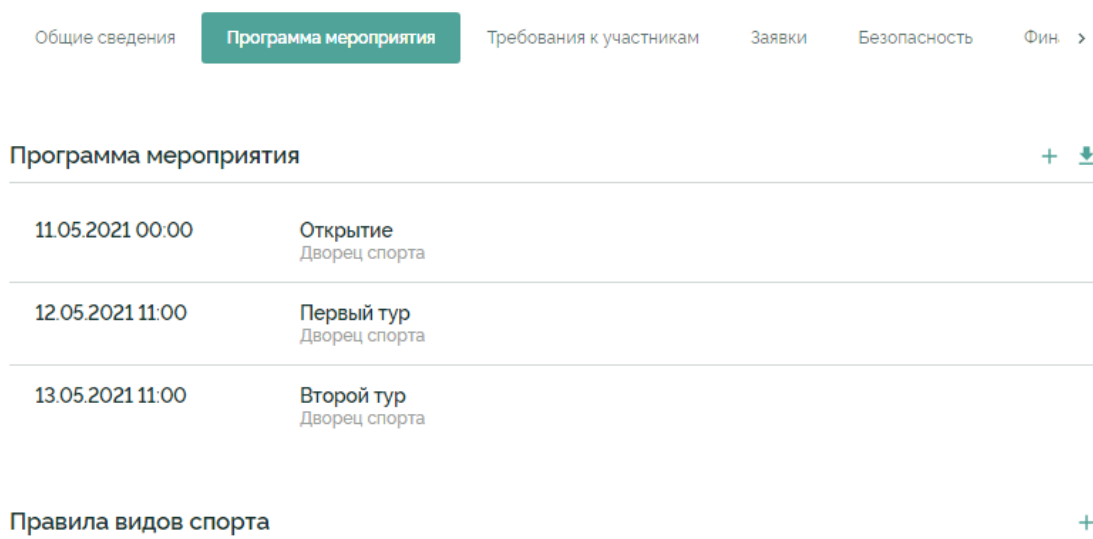 Общие сведения Программа мероприятия Требования к участникам Заявки Безопасность Фин
Программа мероприятия
11.05.2021 00:00 Открытие
Дворец спорта
12.05.2021 11:00 Первый тур
Дворец спорта
13.05.2021 11:00 Второй тур
Дворец спорта
Правила видов спорта